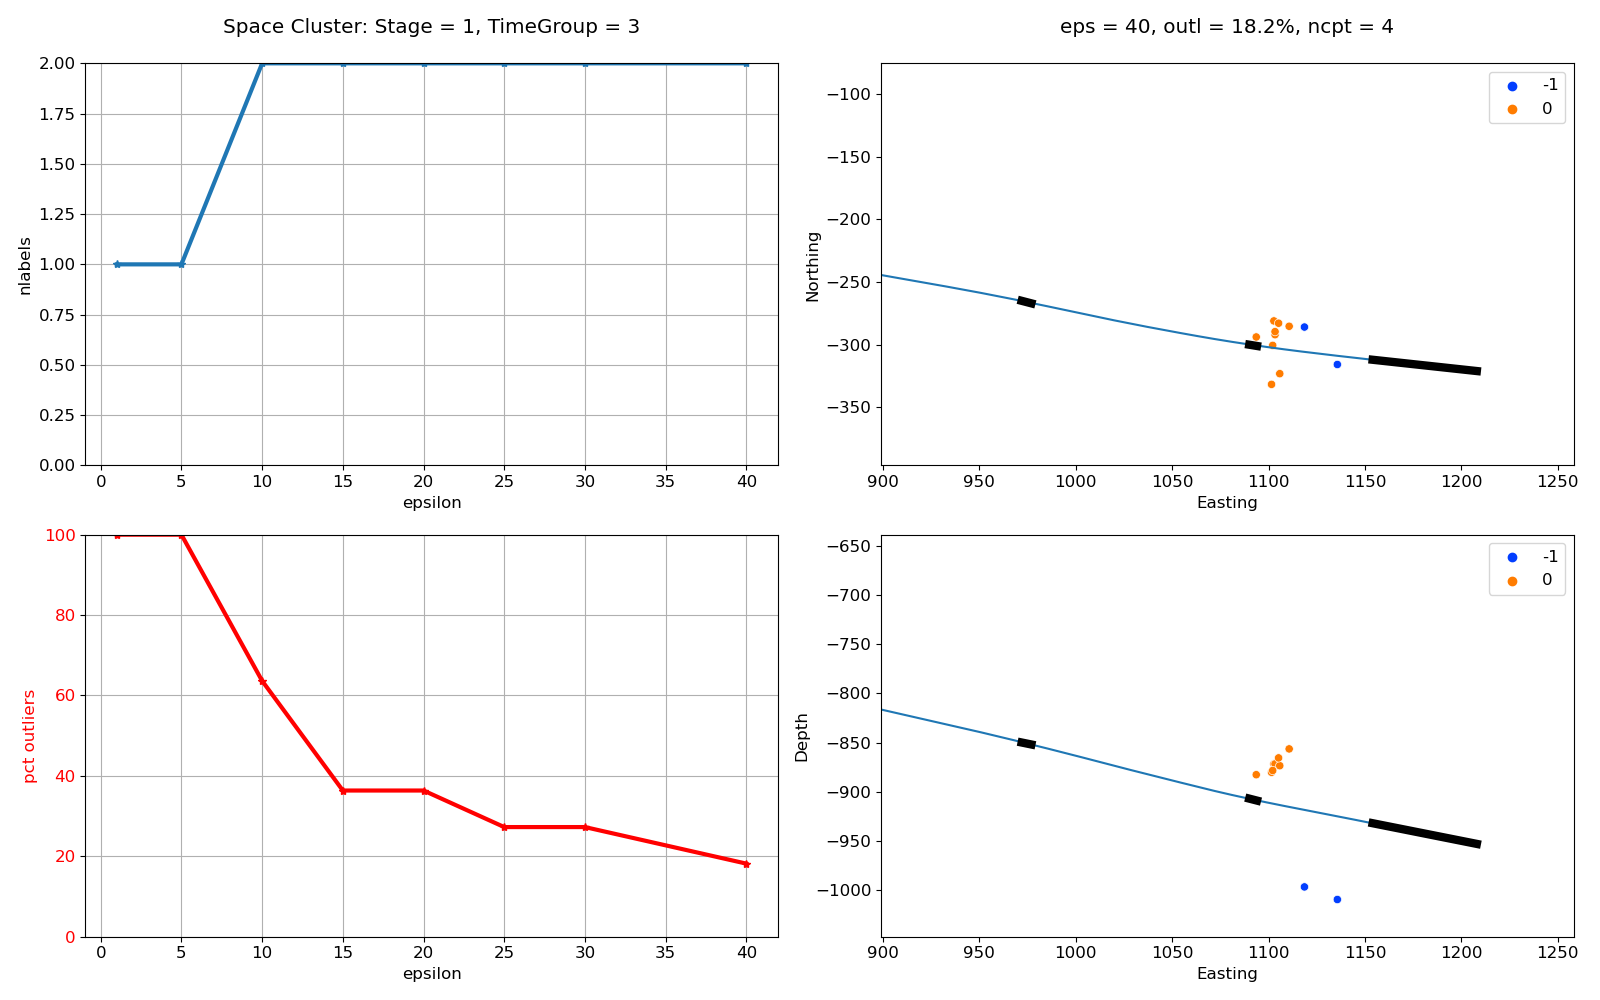 Space Cluster: Stage = 1, TimeGroup = 3
2.00
1.75
1.50
1.25
1.00
0.75
0.50
0.25
0.00
nlabels
0 5 10 15 20 25 30 35 40
epsilon
eps = 40, outl = 18.2%, ncpt = 4
-1
0
−100
−150
−200
−250
−300
−350
Northing
900 950 1000 1050 1100 1150 1200 1250
Easting
100
80
60
40
20
0
pct outliers
0 5 10 15 20 25 30 35 40
epsilon
-1
0
−650
−700
−750
−800
−850
−900
−950
−1000
Depth
900 950 1000 1050 1100 1150 1200 1250
Easting